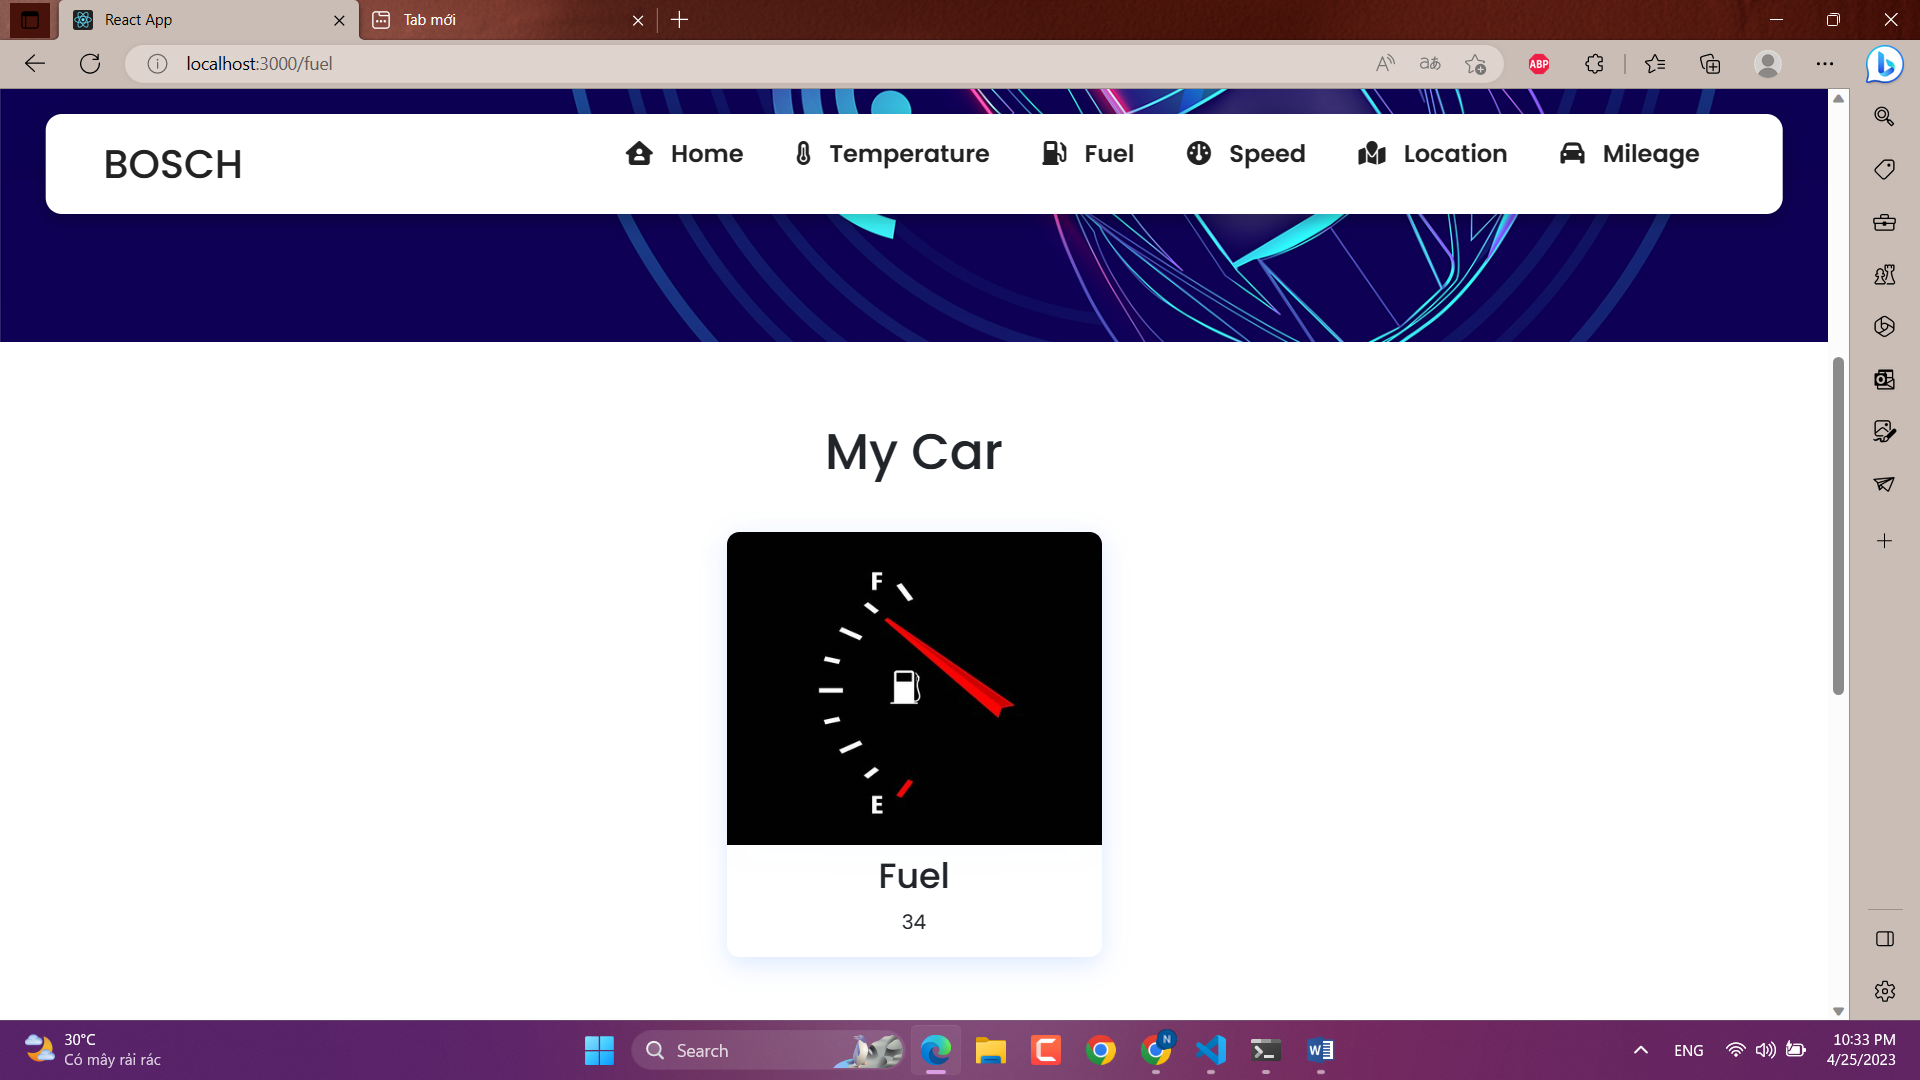 React App
Tab mới
localhost:3000/fuel
ABP
BOSCH
Home
Temperature
Fuel
Speed
Location
Mileage
My Car
F
E
Fuel
34
30°C
Có mây rải rác
Search
N
ENG
10:33 PM
4/25/2023